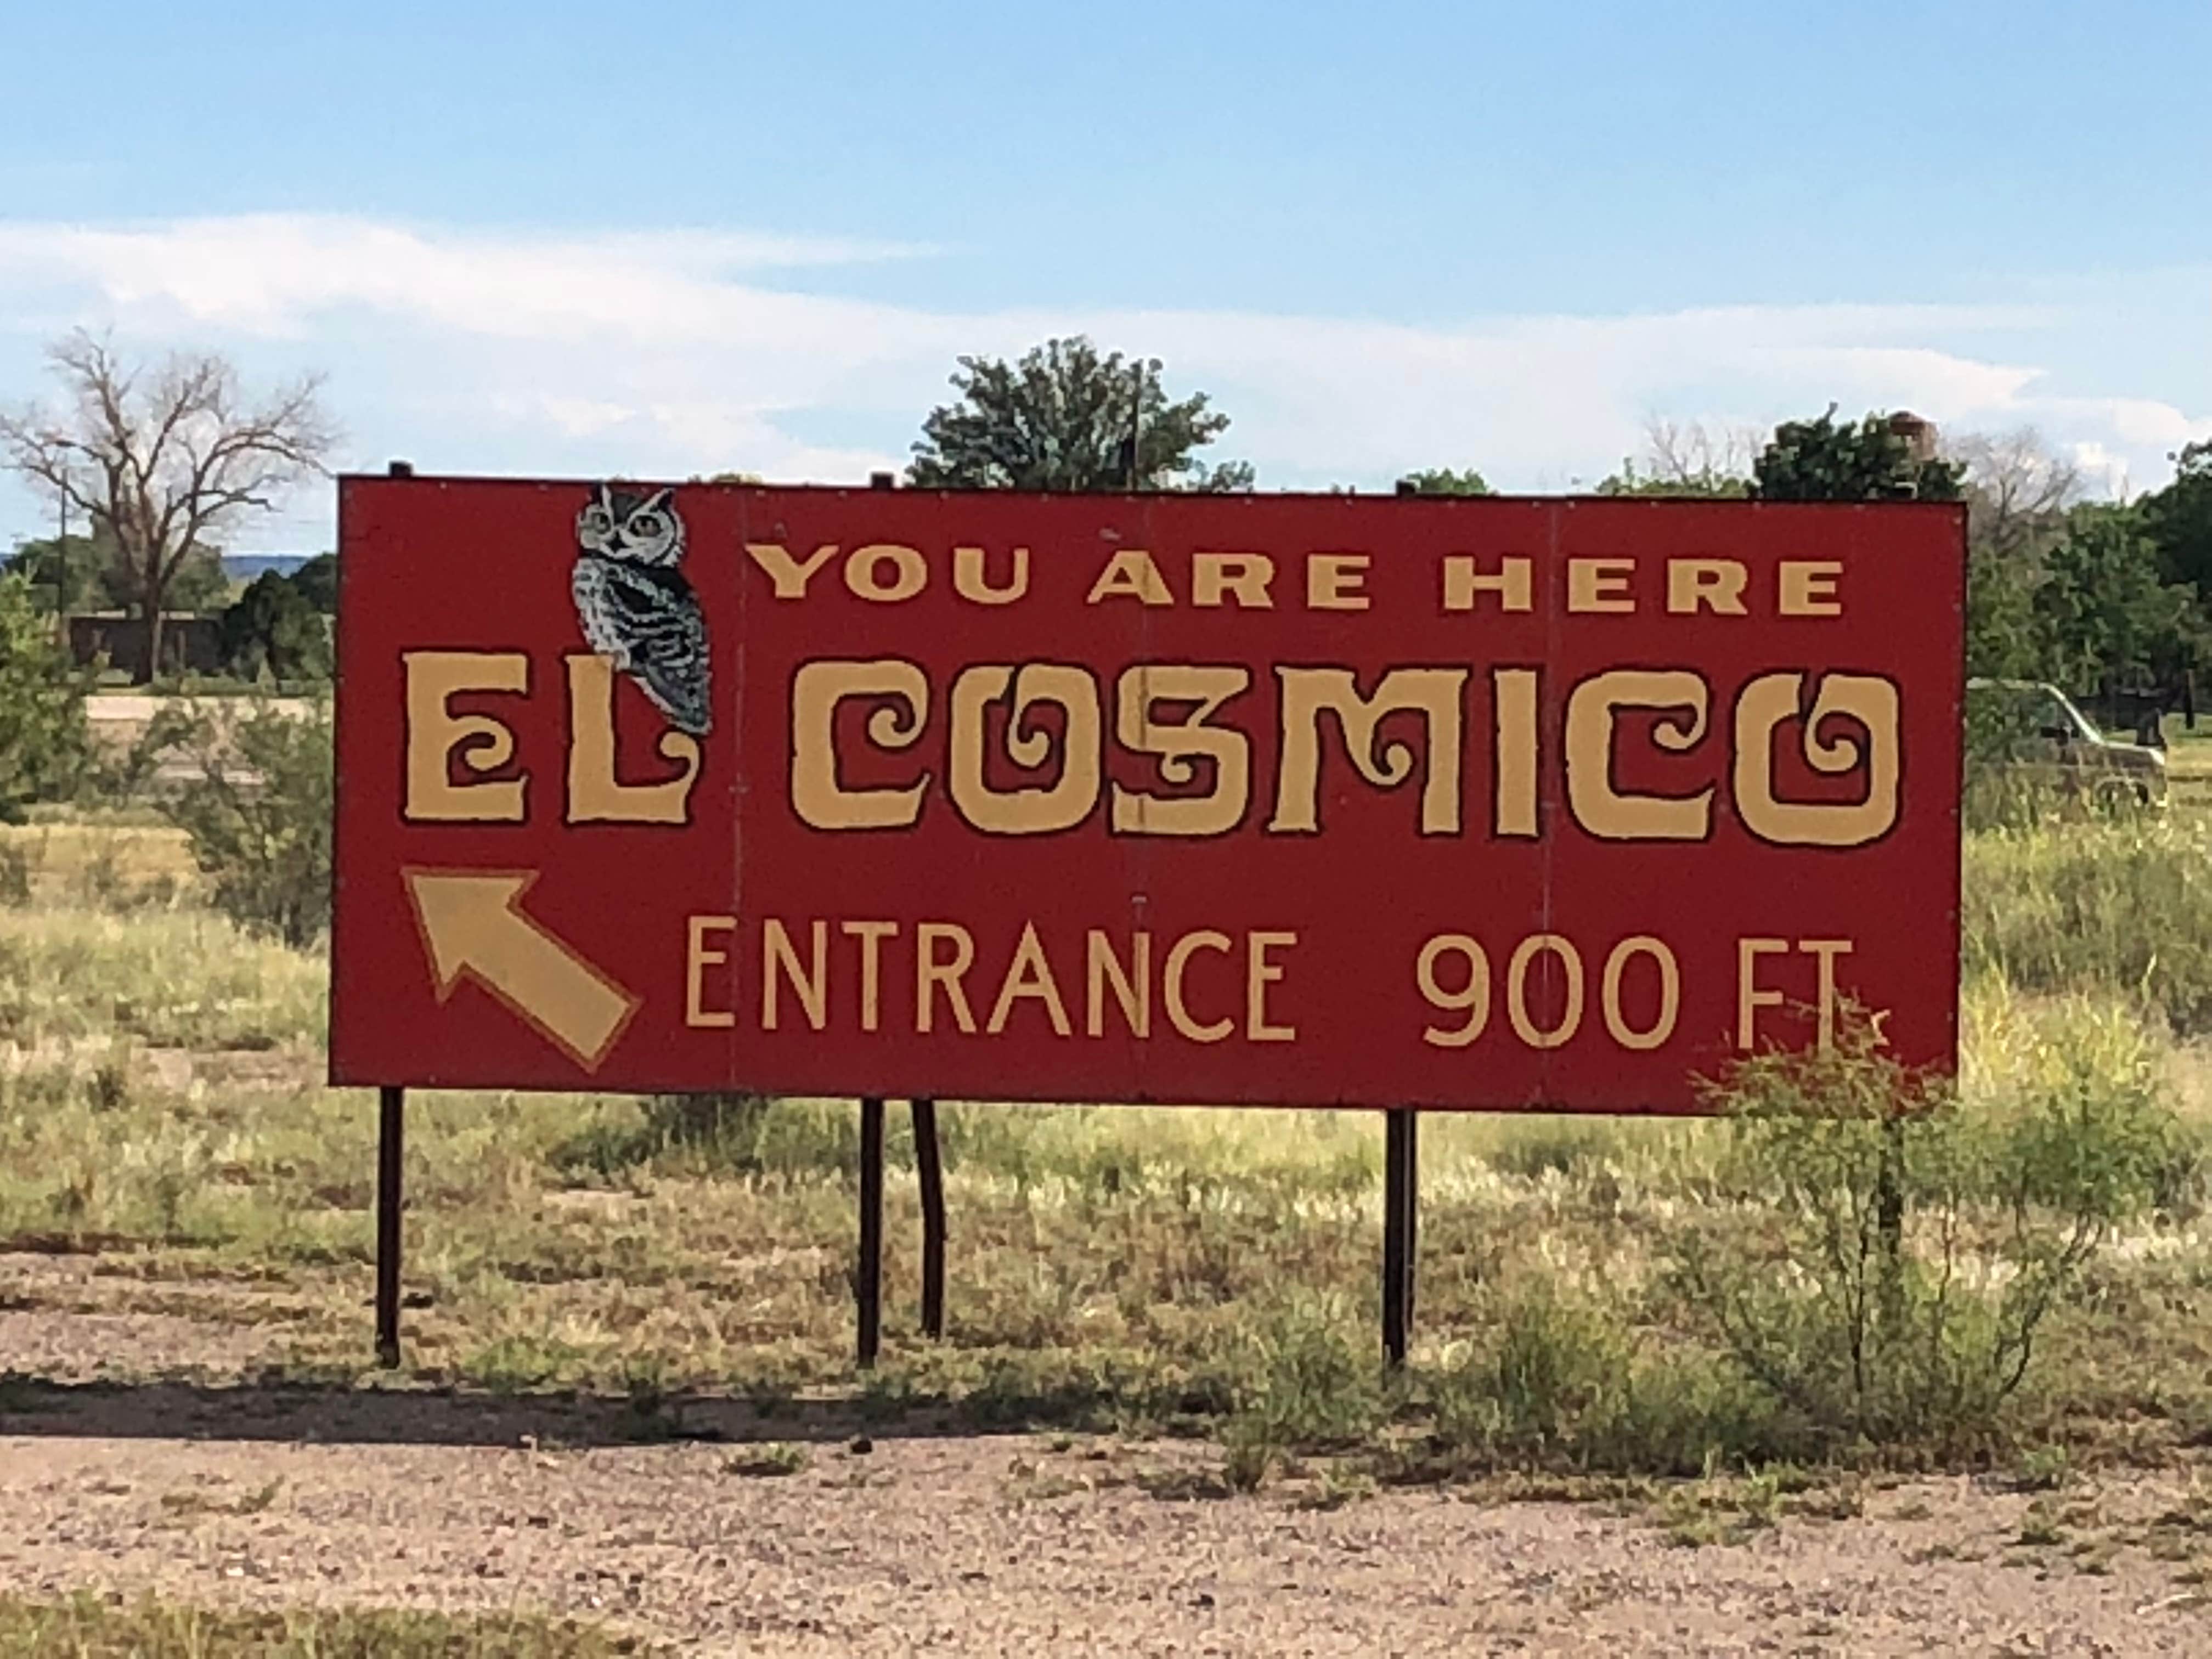 YOU ARE HERE
EL COSMICO
ENTRANCE 900 FT